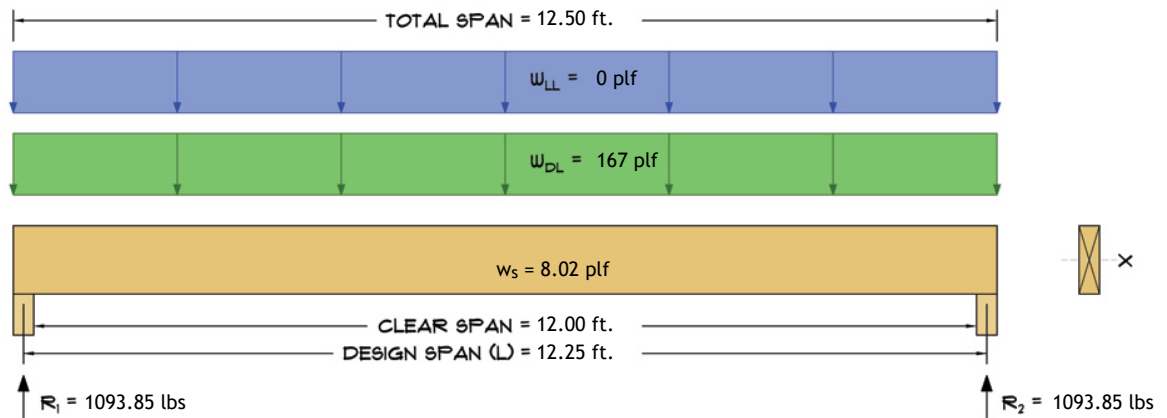 TOTAL SPAN = 12.50 ft.
WLL = 0 plf
WDL = 167 plf
ws = 8.02 plf
X
CLEAR SPAN = 12.00 ft.
DESIGN SPAN (L) = 12.25 ft.
R1 = 1093.85 lbs
R2 = 1093.85 lbs